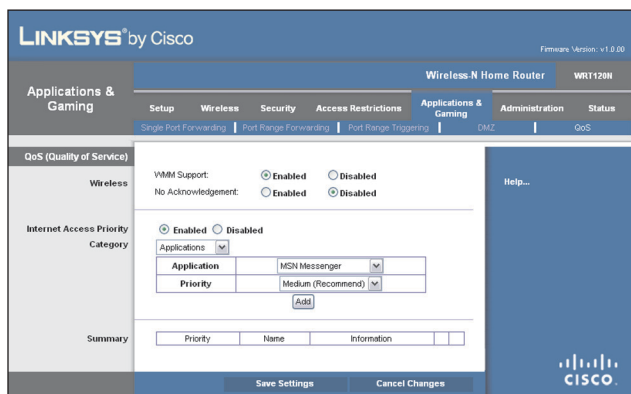 LINKSYS® by Cisco
Firmware Version: v1.0.00
Wireless-N Home Router WRT120N
Applications & Gaming
Setup Wireless Security Access Restrictions Applications & Gaming Administration Status
Single Port Forwarding Port Range Forwarding Port Range Triggering DMZ QoS
QoS (Quality of Service)
Wireless
WMM Support: Enabled Disabled
No Acknowledgement: Enabled Disabled
Help...
Internet Access Priority Enabled Disabled
Category Applications
Application MSN Messenger
Priority Medium (Recommend)
Add
Summary
Priority Name Information
Save Settings Cancel Changes
CISCO.